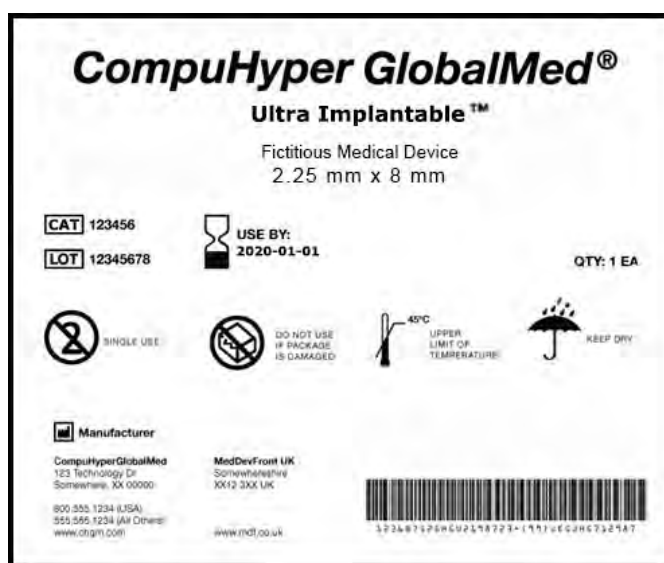 CompuHyper GlobalMed®
Ultra Implantable™
Fictitious Medical Device
2.25 mm x 8 mm
CAT 123456
LOT 12345678
USE BY:
2020-01-01
QTY: 1 EA
2 SINGLE USE
DO NOT USE
IF PACKAGE
IS DAMAGED
45°C
UPPER
LIMIT OF
TEMPERATURE
KEEP DRY
Manufacturer
CompuHyperGlobalMed
123 Technology Dr
Somewhere, XX 00000
800.555.1234 (USA)
555.555.1234 (All Others)
www.chgm.com
MedDevFront UK
Somewhereshire
XX12 3XX UK
www.mdf.co.uk